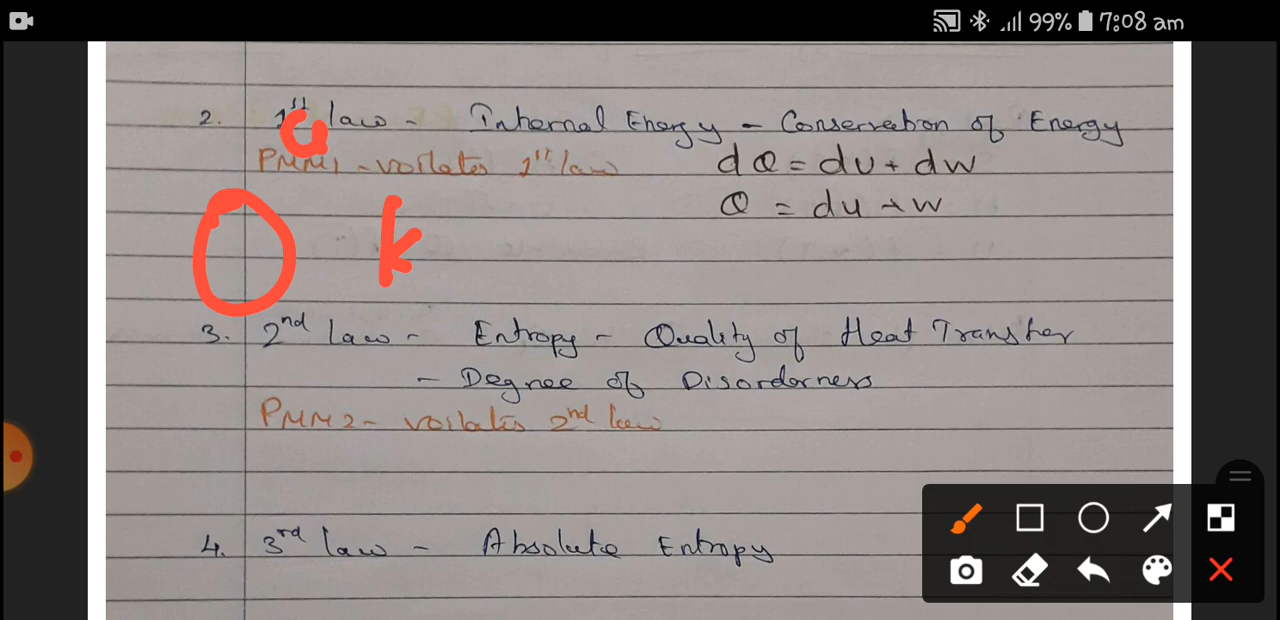 99% 7:08 am
2. 1st law - Internal Energy - Conservation of Energy
PMM1 - voilates 1st law dQ = du + dw
Q = du + w
k
3. 2nd law - Entropy - Quality of Heat Transfer
- Degree of Disorderness
PMM2 - voilates 2nd law
4. 3rd law - Absolute Entropy